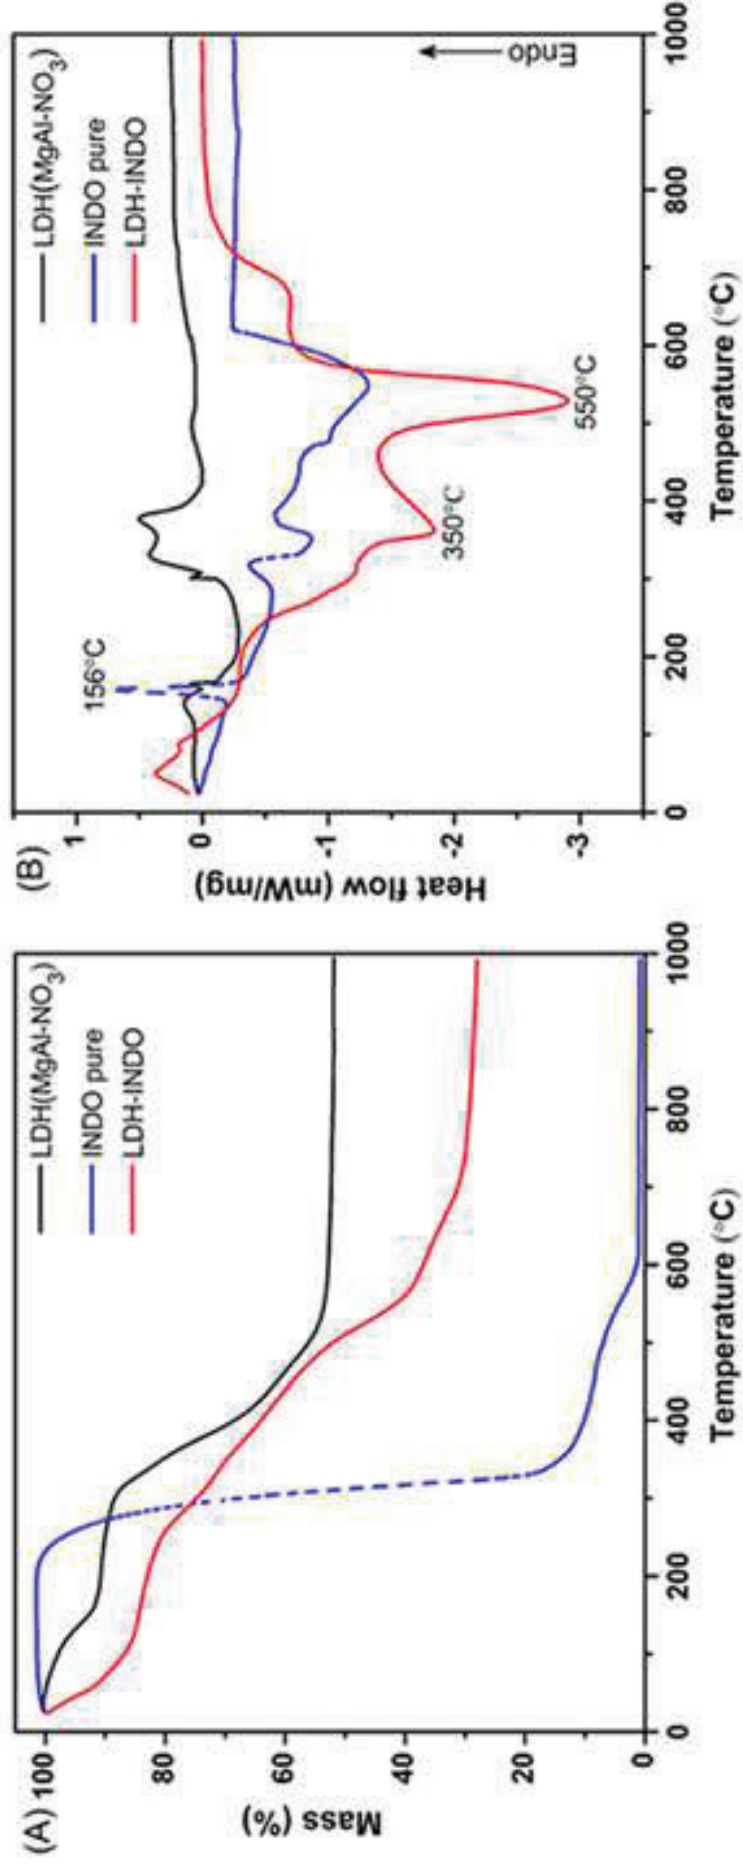 (A)
100
80
60
40
20
0
Mass (%)
0 200 400 600 800 1000
Temperature (°C)
LDH(MgAl-NO₃)
INDO pure
LDH-INDO
(B)
1
0
-1
-2
-3
Heat flow (mW/mg)
0 200 400 600 800 1000
Temperature (°C)
LDH(MgAl-NO₃)
INDO pure
LDH-INDO
156°C
350°C
550°C
Endo